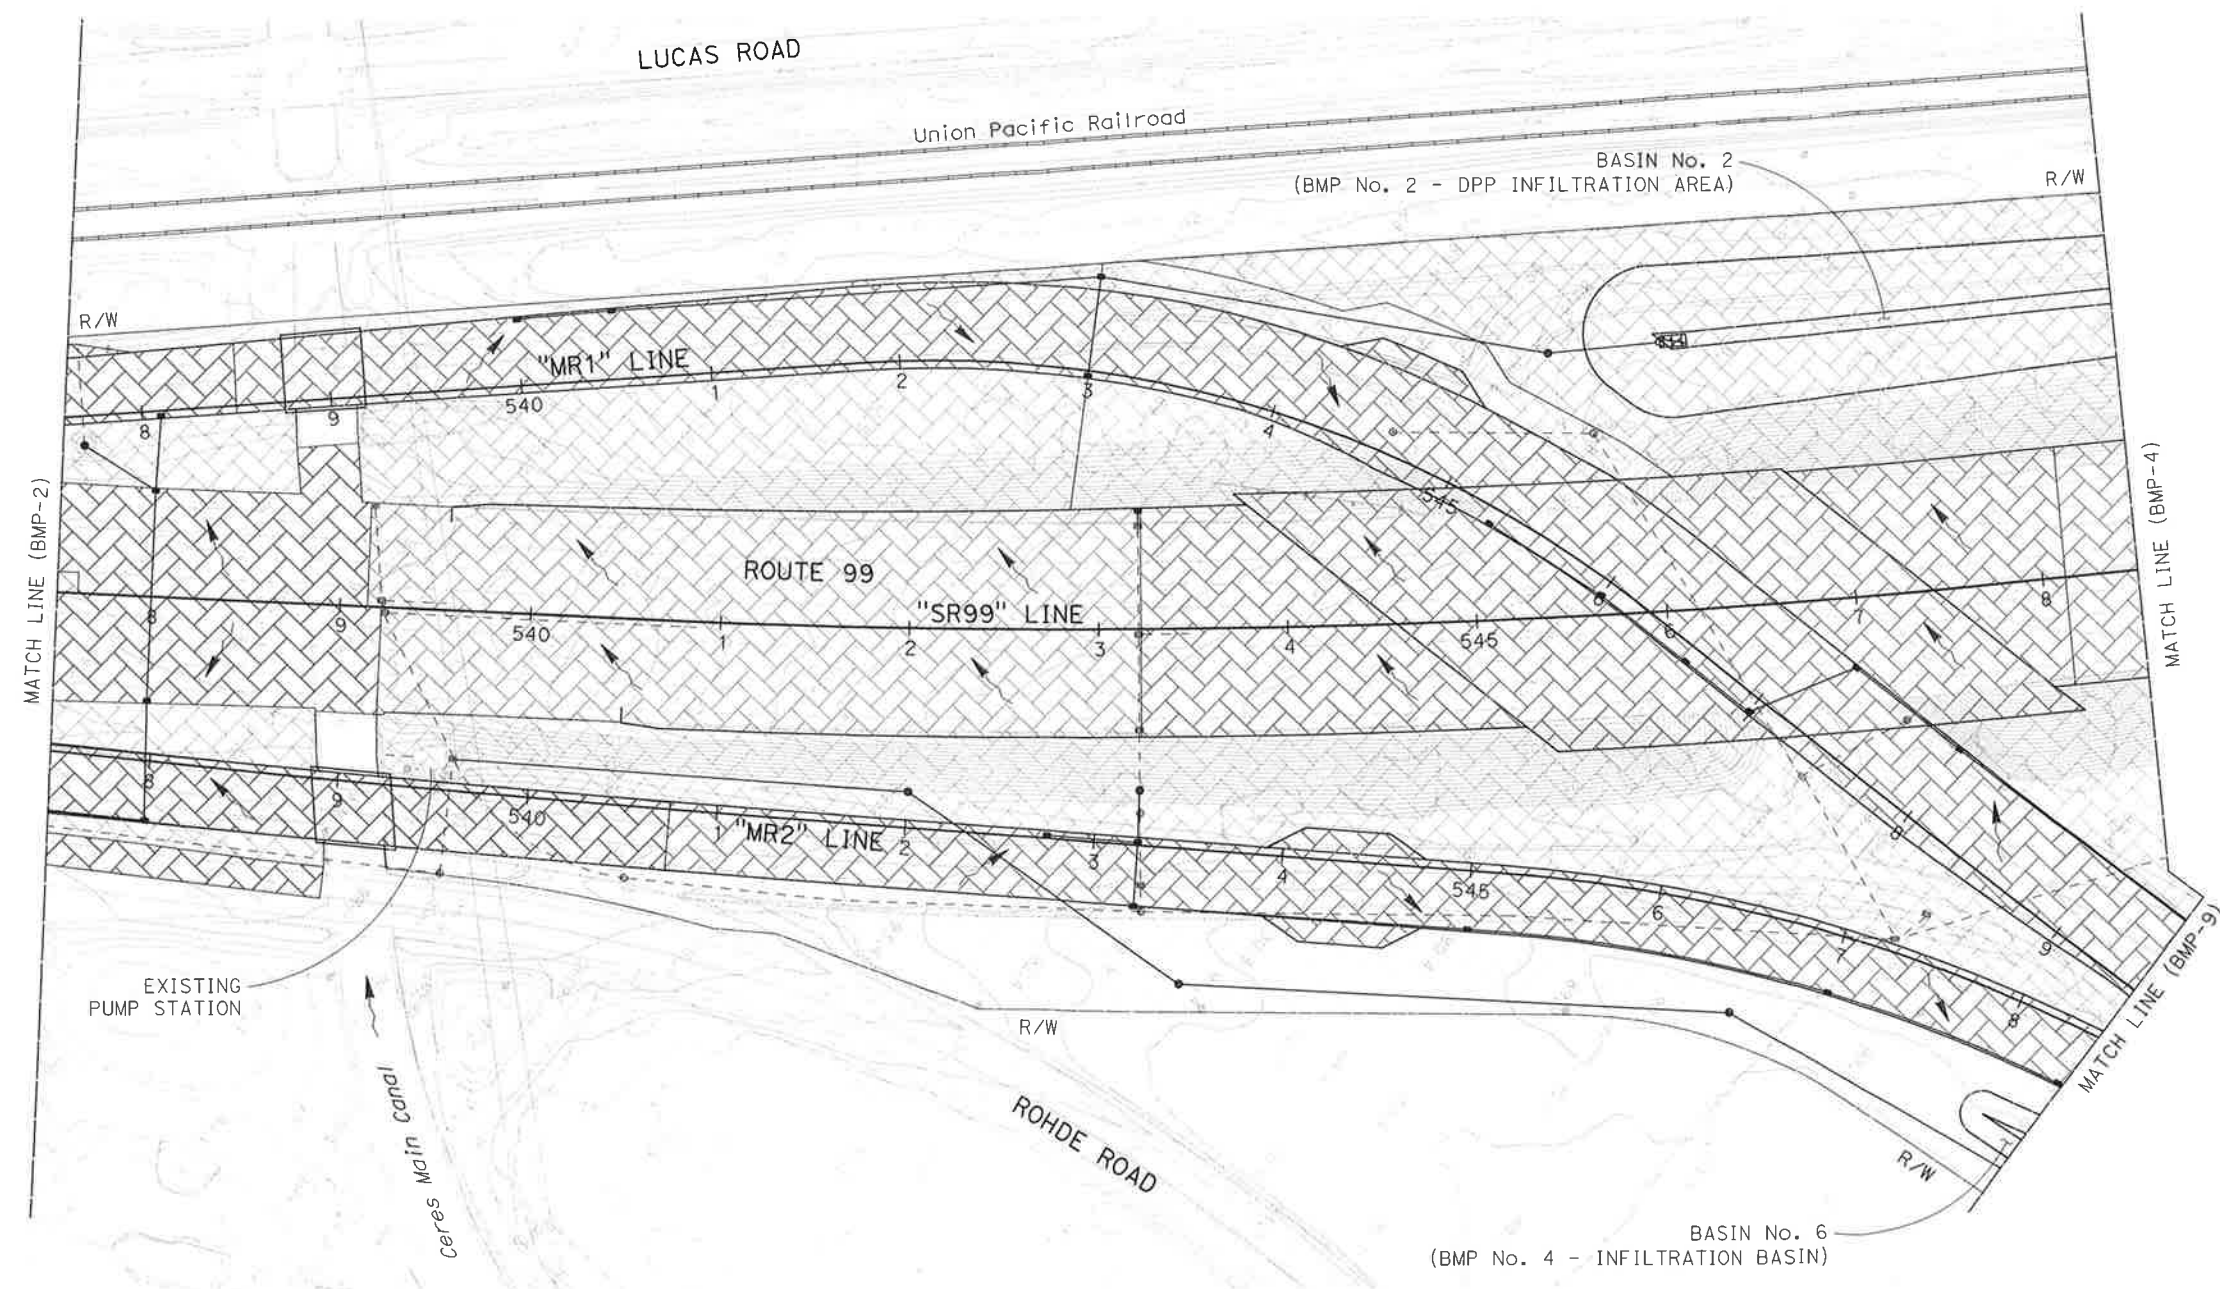 LUCAS ROAD
Union Pacific Railroad
BASIN No. 2
(BMP No. 2 - DPP INFILTRATION AREA)
R/W
R/W
"MR1" LINE
8
9
540
1
2
3
4
545
6
8
9
MATCH LINE (BMP-2)
MATCH LINE (BMP-4)
ROUTE 99
"SR99" LINE
8
9
540
1
2
3
4
545
6
7
8
"MR2" LINE
8
9
540
1
2
3
4
545
6
7
8
EXISTING
PUMP STATION
Ceres Main Canal
R/W
ROHDE ROAD
R/W
MATCH LINE (BMP-9)
BASIN No. 6
(BMP No. 4 - INFILTRATION BASIN)